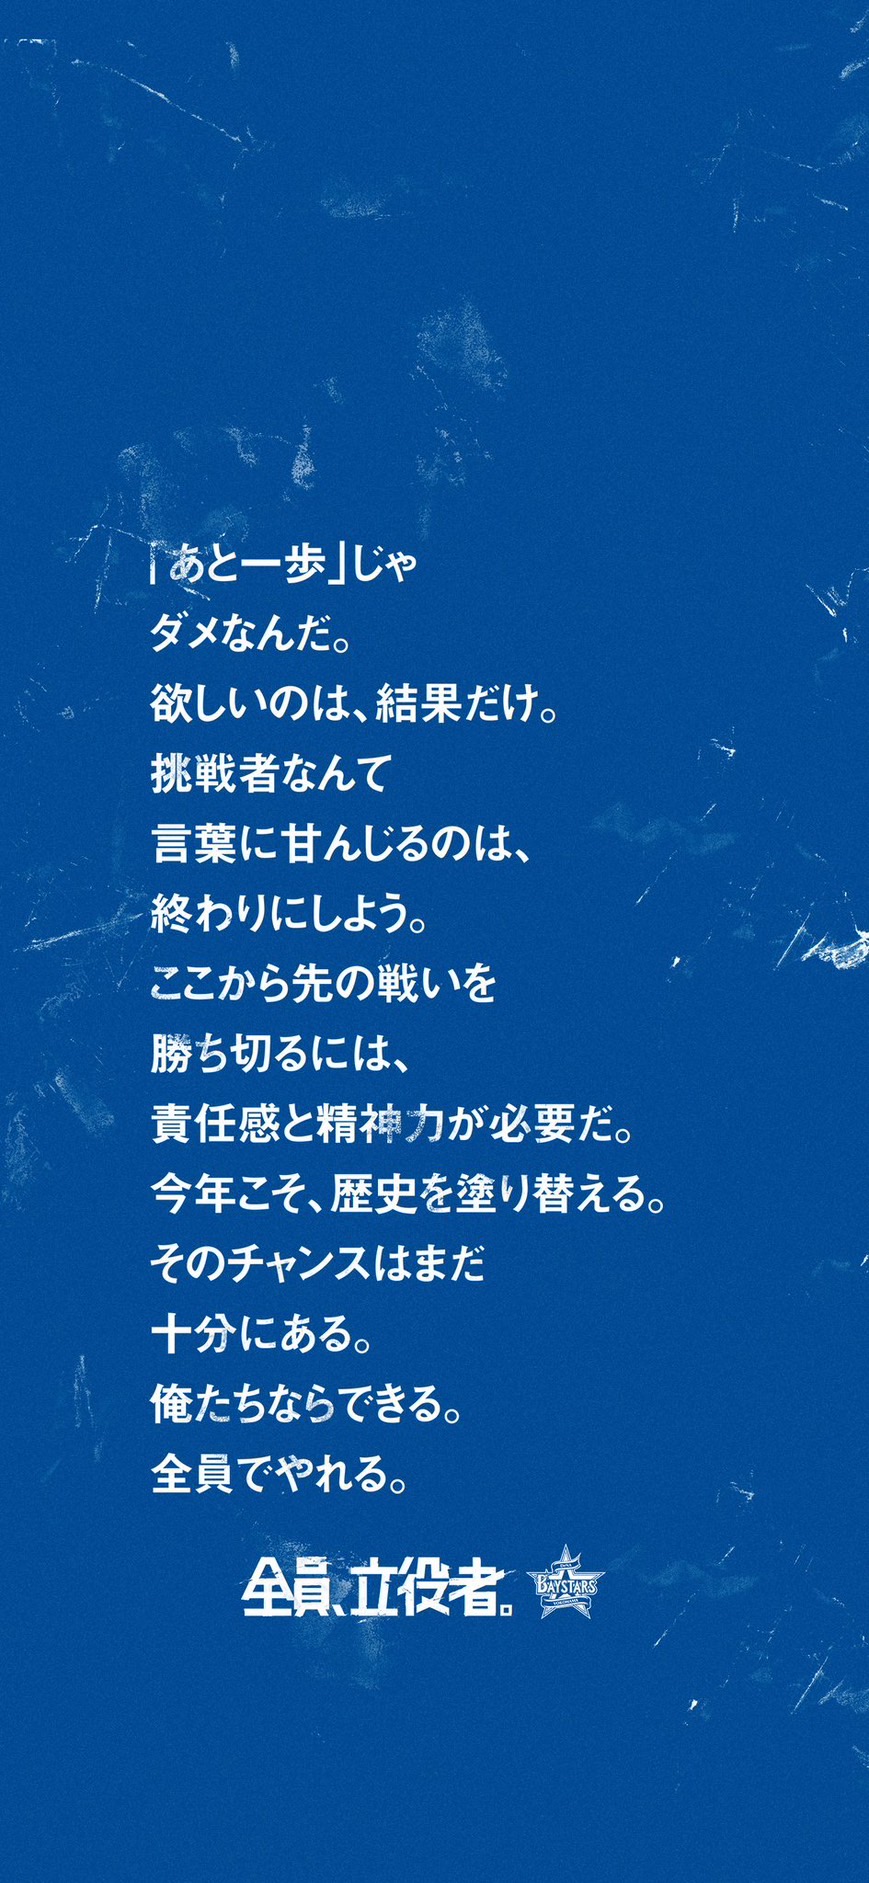 「あと一歩」じゃ
ダメなんだ。
欲しいのは、結果だけ。
挑戦者なんて
言葉に甘んじるのは、
終わりにしよう。
ここから先の戦いを
勝ち切るには、
責任感と精神力が必要だ。
今年こそ、歴史を塗り替える。
そのチャンスはまだ
十分にある。
俺たちならできる。
全員でやれる。
全員、立役者。
DeNA
BAYSTARS
YOKOHAMA